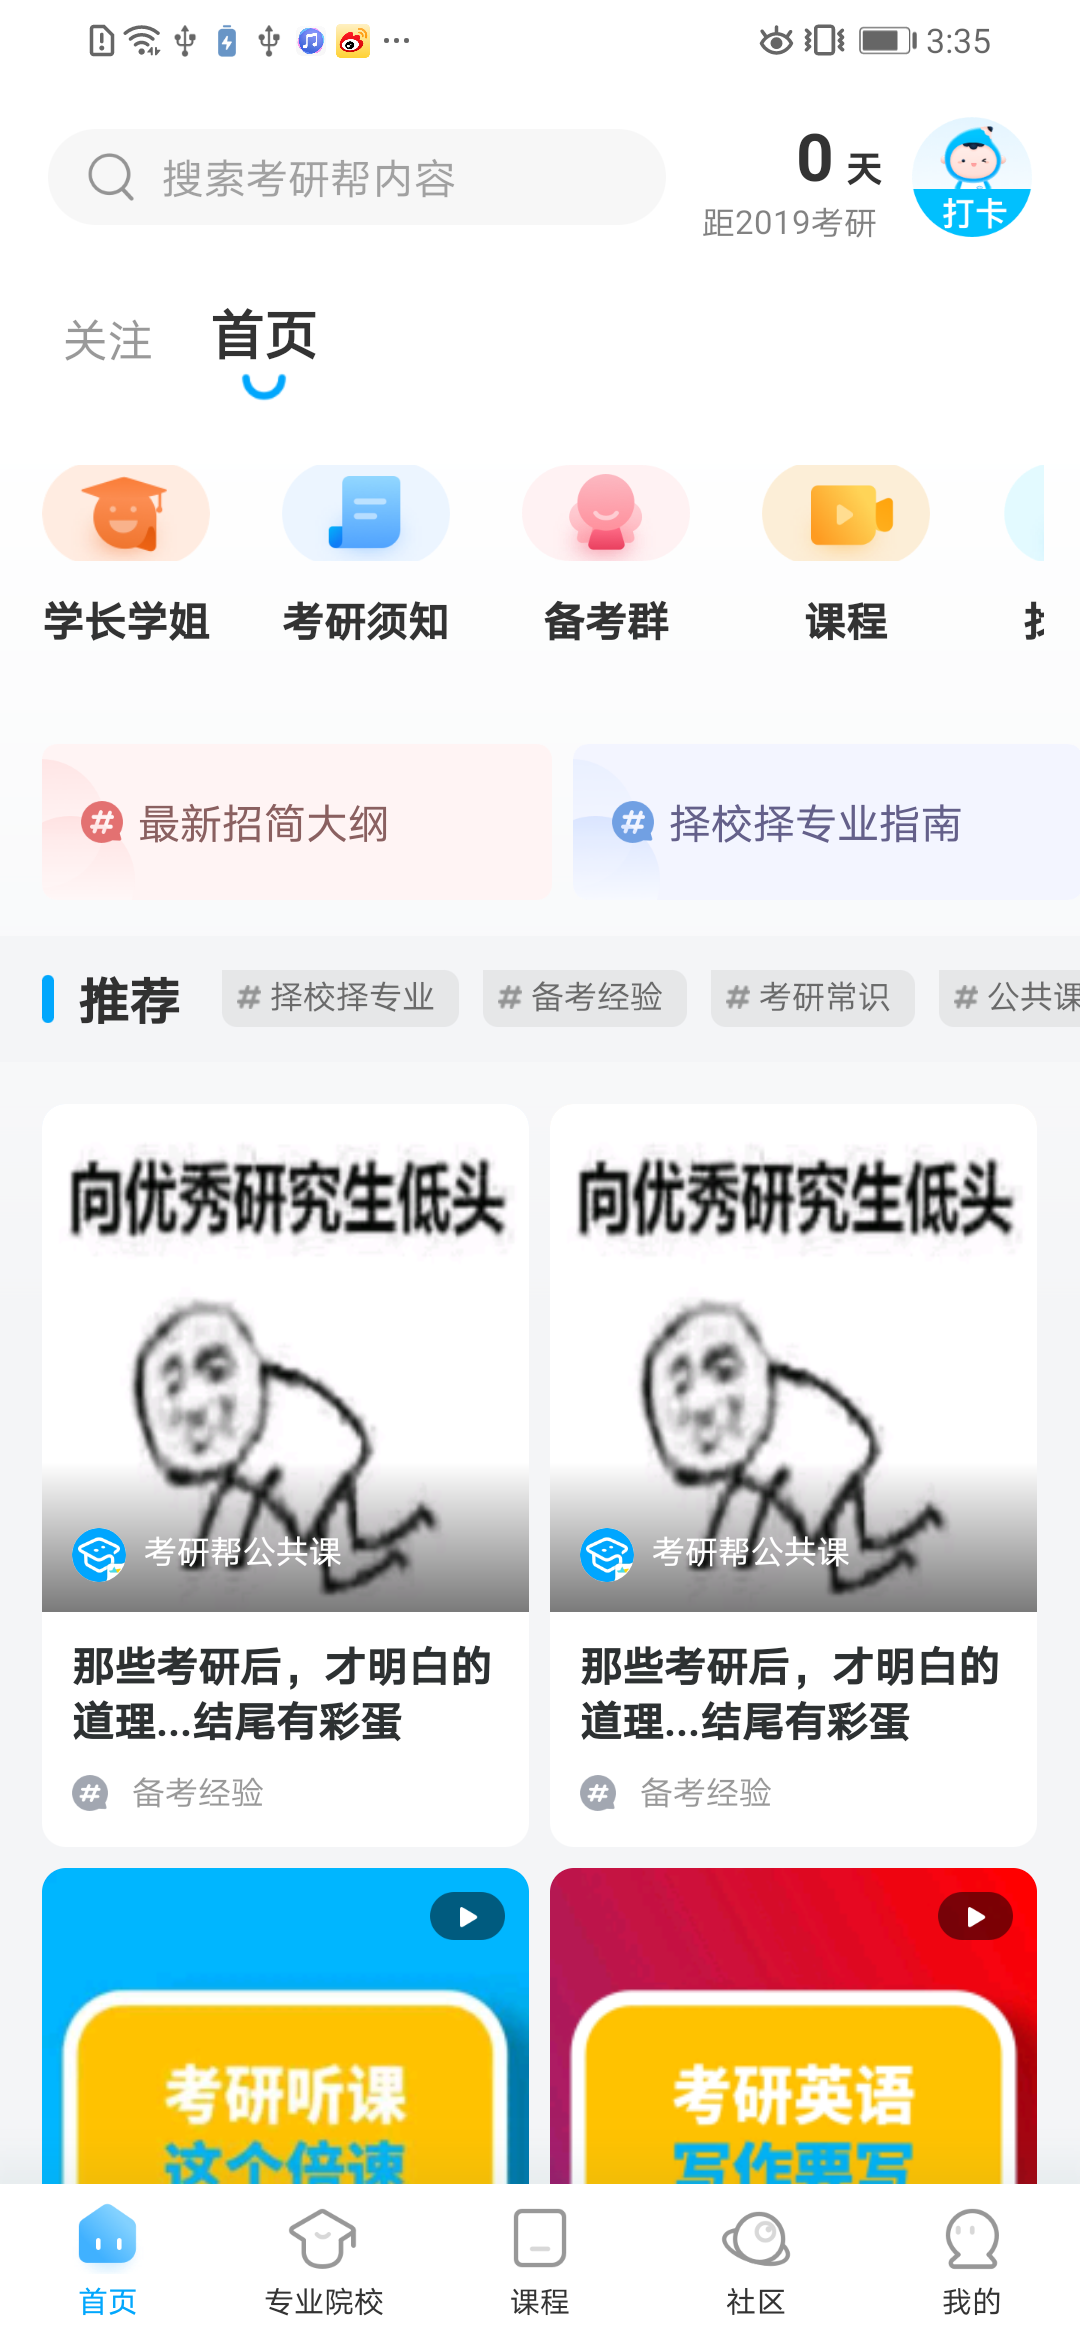 3:35
搜索考研帮内容
0 天
距2019考研
打卡
关注
首页
学长学姐
考研须知
备考群
课程
# 最新招简大纲
# 择校择专业指南
推荐
# 择校择专业
# 备考经验
# 考研常识
# 公共课
向优秀研究生低头
考研帮公共课
那些考研后，才明白的
道理...结尾有彩蛋
# 备考经验
向优秀研究生低头
考研帮公共课
那些考研后，才明白的
道理...结尾有彩蛋
# 备考经验
考研听课
这个倍速
考研英语
写作要写
首页
专业院校
课程
社区
我的